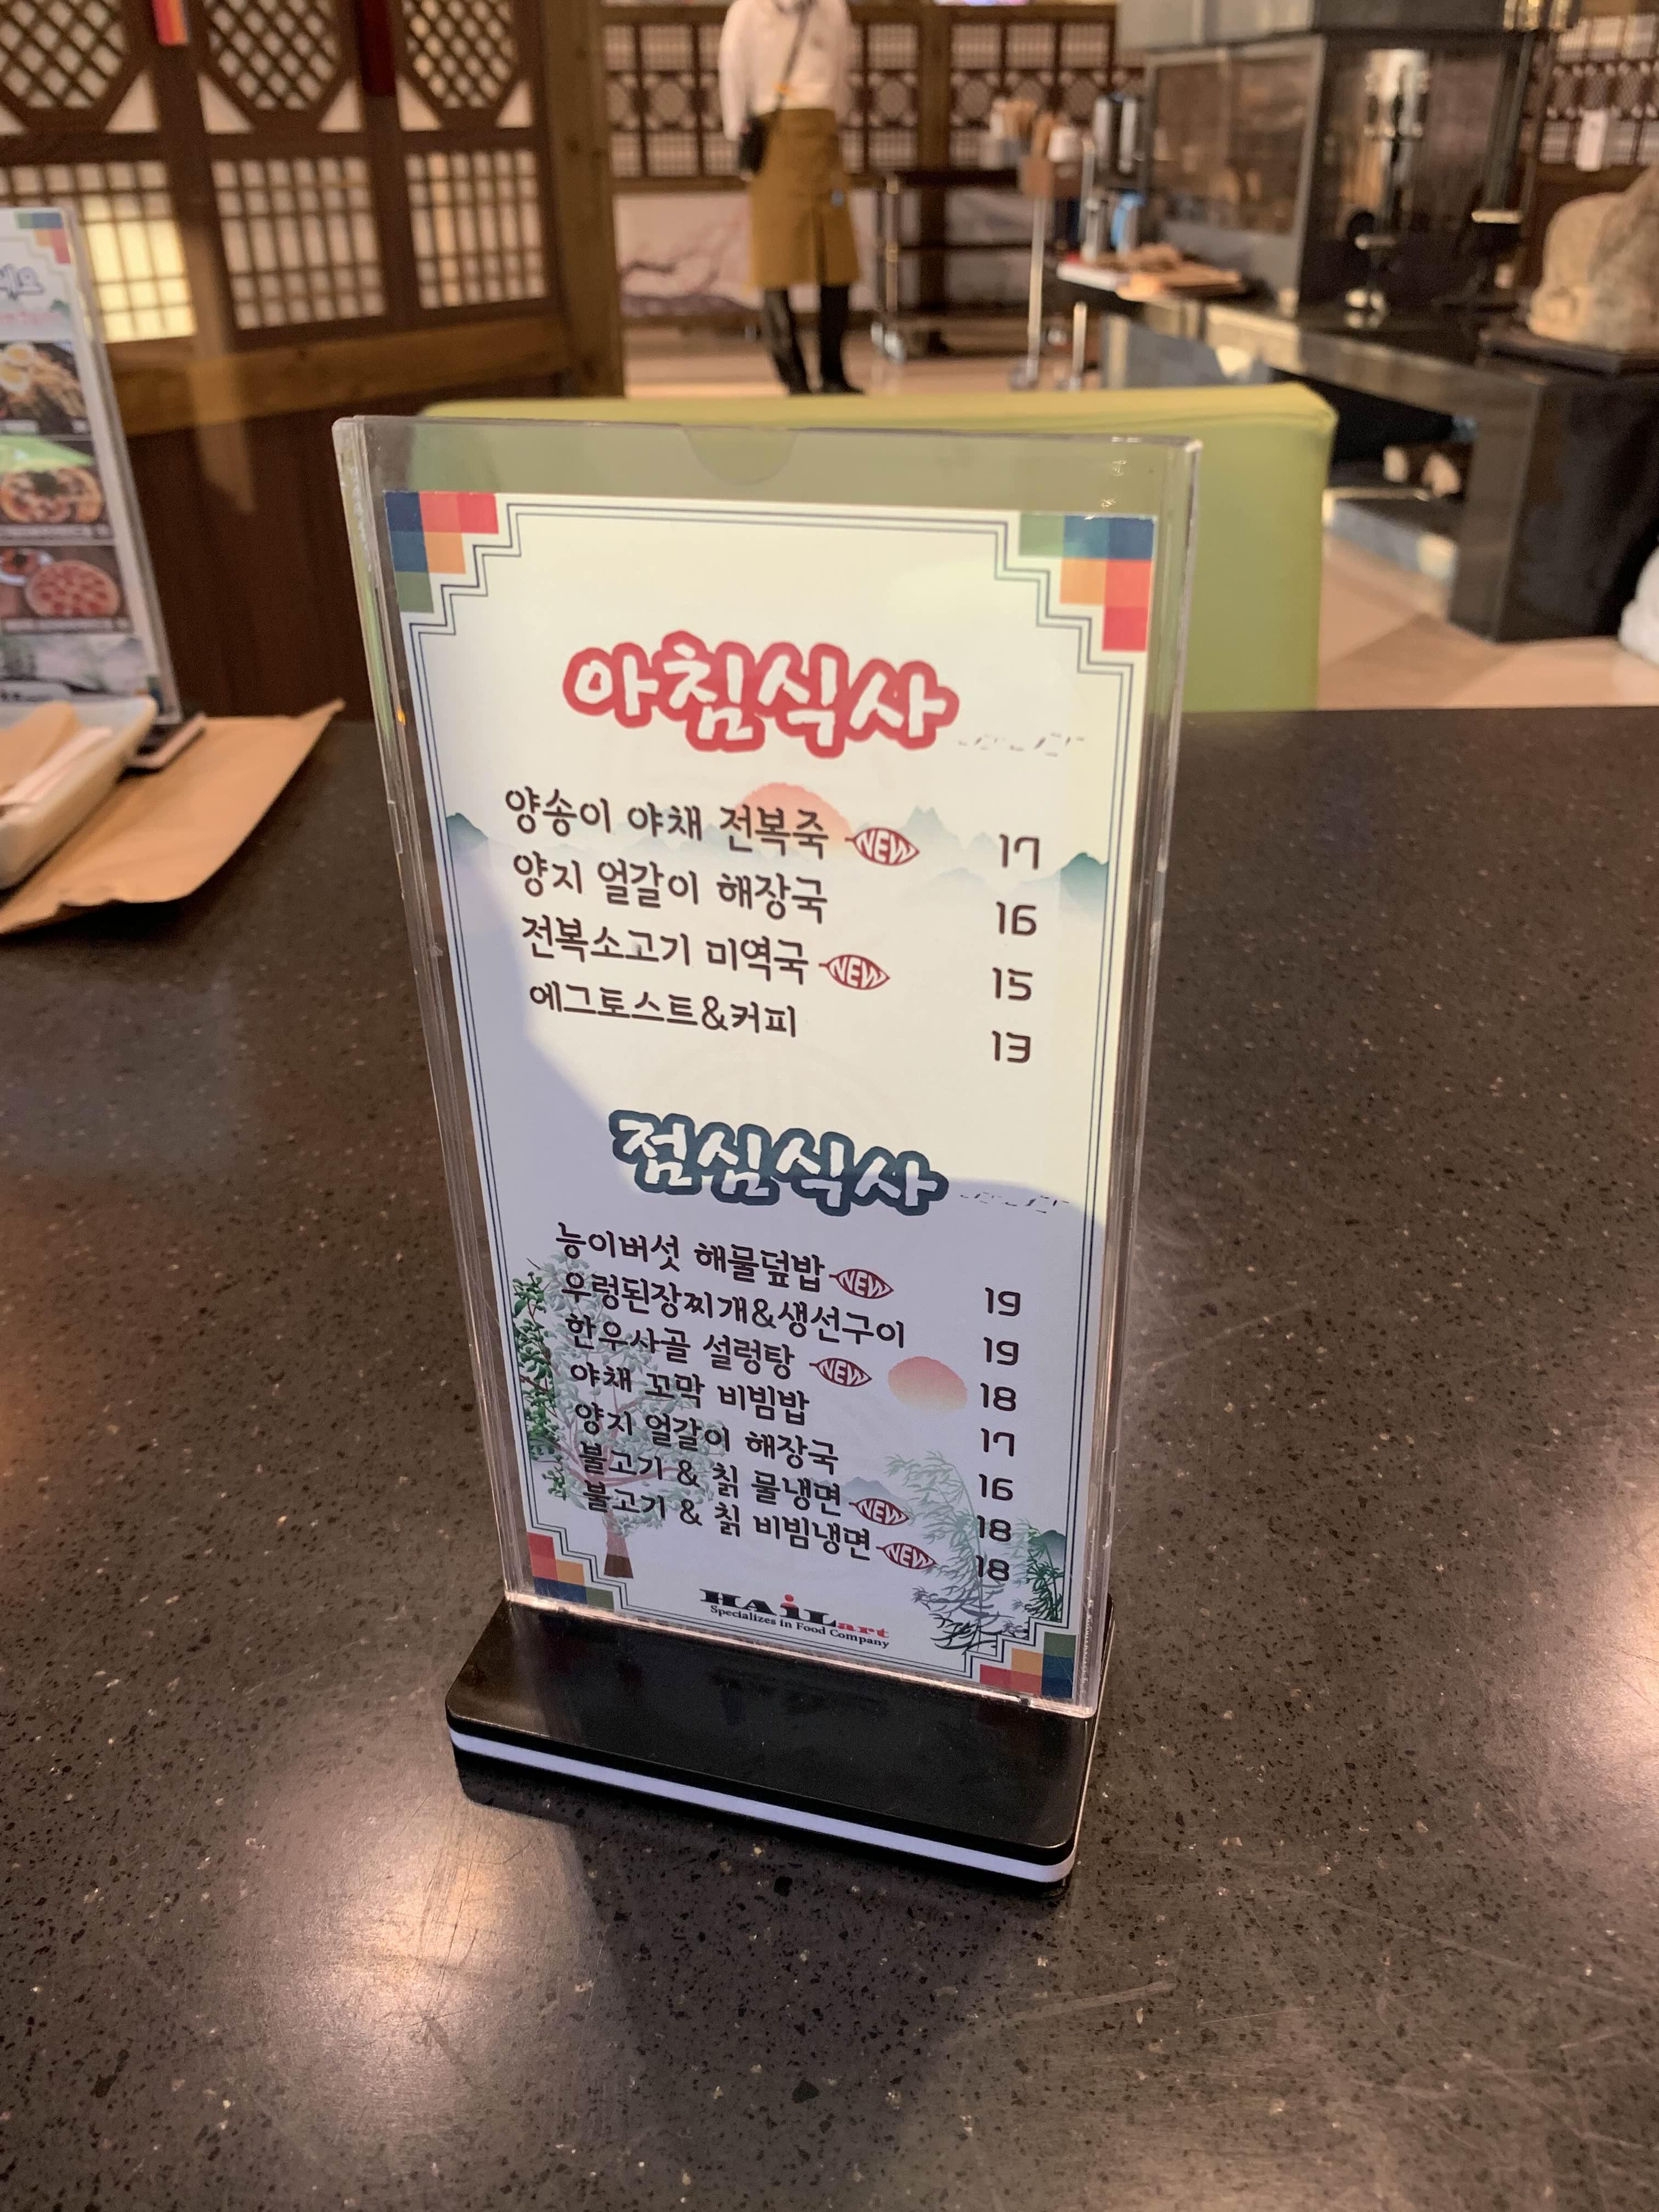 아침식사
양송이 야채 전복죽 NEW 17
양지 얼갈이 해장국 16
전복소고기 미역국 NEW 15
에그토스트&커피 13
점심식사
능이버섯 해물덮밥 NEW 19
우렁된장찌개&생선구이 19
한우사골 설렁탕 NEW 18
야채 꼬막 비빔밥 17
양지 얼갈이 해장국 16
불고기 & 칡 물냉면 NEW 18
불고기 & 칡 비빔냉면 NEW 18
HAiLart
Specializes in Food Company